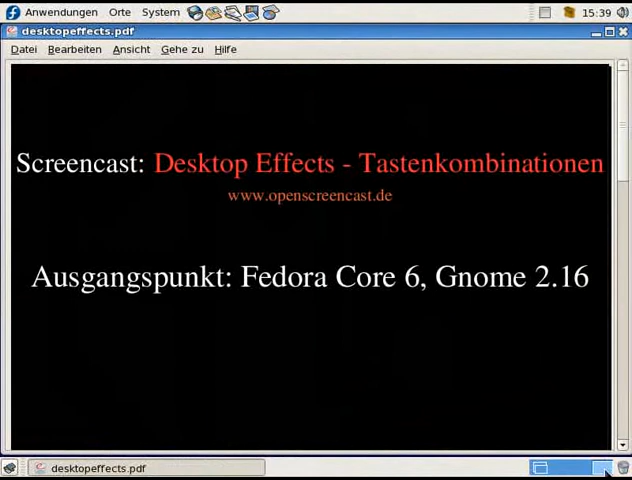 Anwendungen Orte System 15:39
desktopeffects.pdf
Datei Bearbeiten Ansicht Gehe zu Hilfe
Screencast: Desktop Effects - Tastenkombinationen
www.openscreencast.de
Ausgangspunkt: Fedora Core 6, Gnome 2.16
desktopeffects.pdf